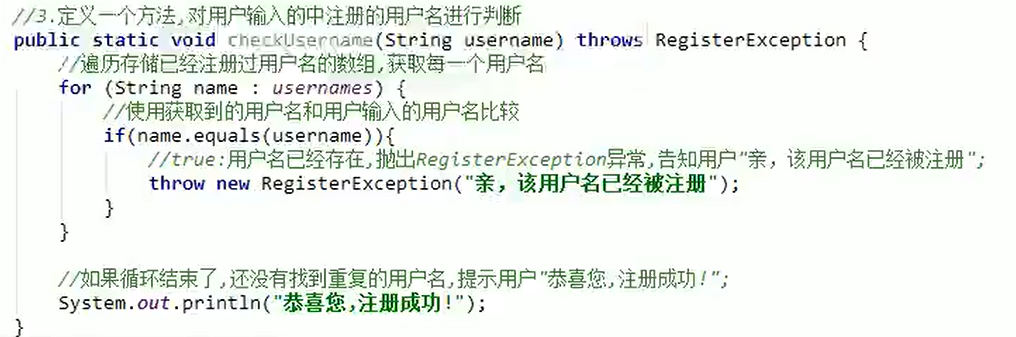 //3.定义一个方法,对用户输入的中注册的用户名进行判断
public static void checkUsername(String username) throws RegisterException {
//遍历存储已经注册过用户名的数组,获取每一个用户名
for (String name : usernames) {
//使用获取到的用户名和用户输入的用户名比较
if(name.equals(username)){
//true:用户名已经存在,抛出RegisterException异常,告知用户"亲，该用户名已经被注册";
throw new RegisterException("亲，该用户名已经被注册");
}
}
//如果循环结束了,还没有找到重复的用户名,提示用户"恭喜您,注册成功!";
System.out.println("恭喜您,注册成功!");
}